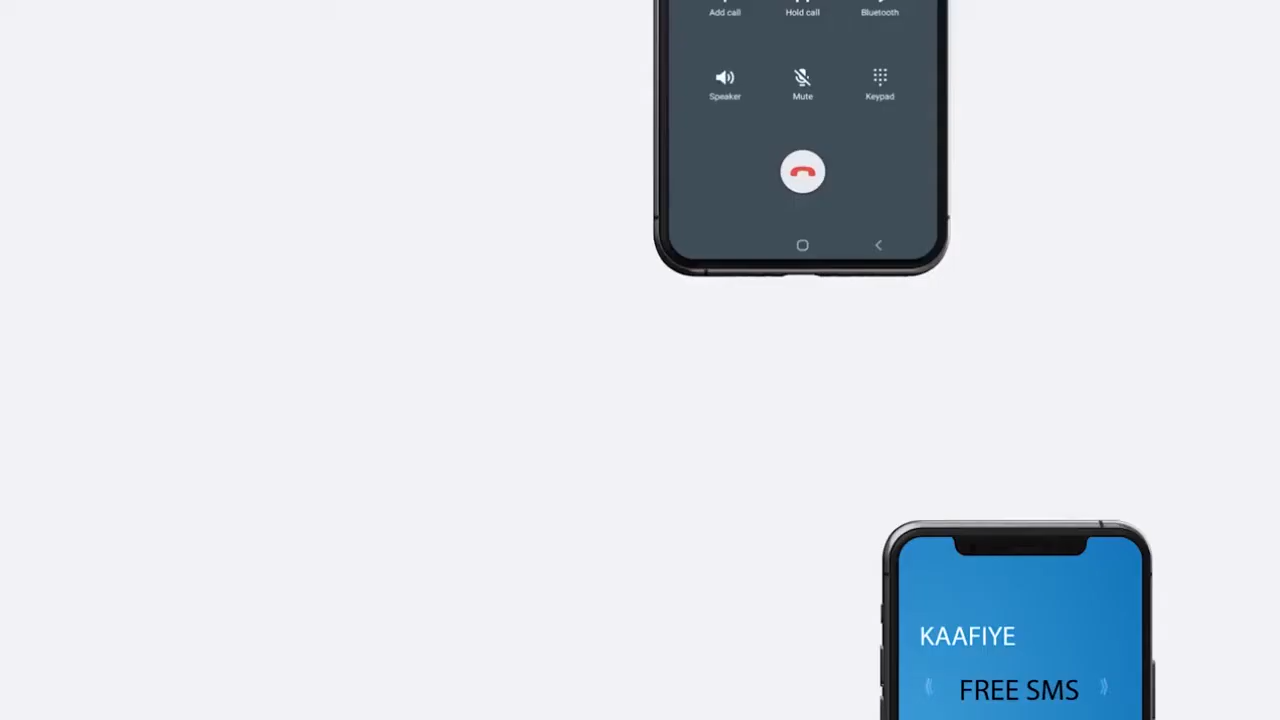 Add call Hold call Bluetooth
Speaker Mute Keypad
KAAFIYE
FREE SMS